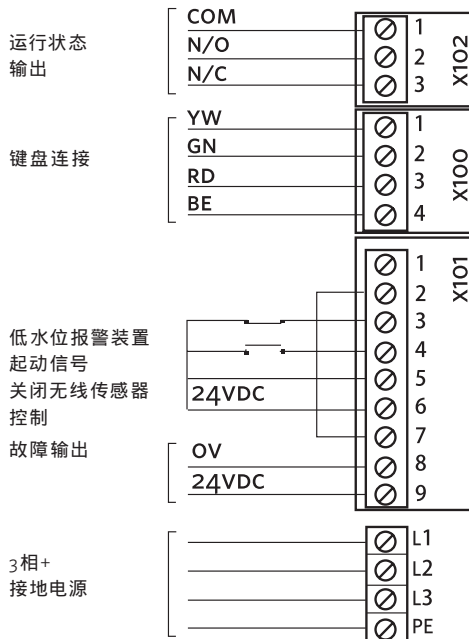 运行状态
输出
COM
N/O
N/C
1
2
3
X102
键盘连接
YW
GN
RD
BE
1
2
3
4
X100
低水位报警装置
起动信号
关闭无线传感器
控制
24VDC
1
2
3
4
5
6
7
8
9
X101
故障输出
0V
24VDC
3相+
接地电源
L1
L2
L3
PE